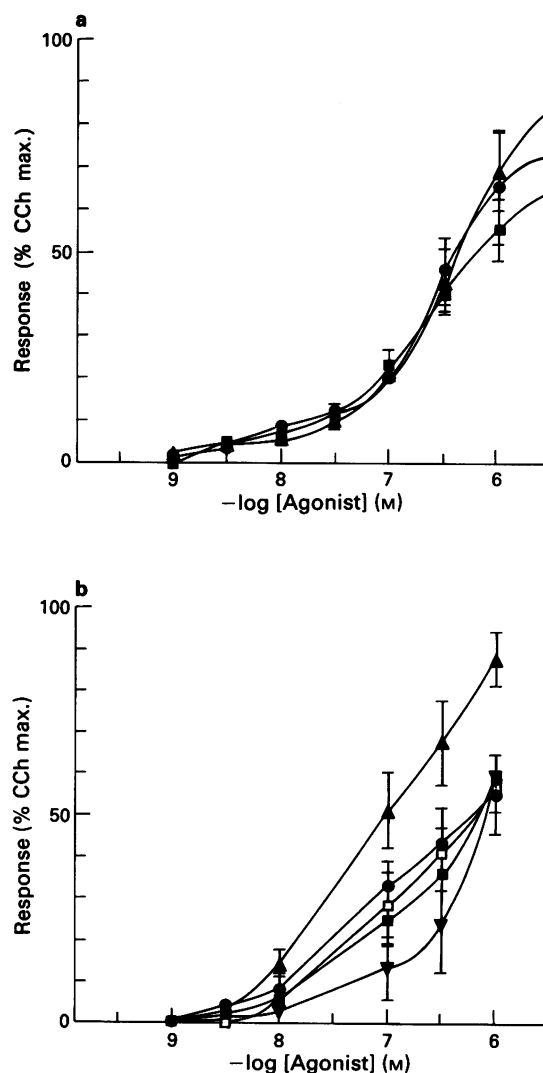 a
100
50
0
Response (% CCh max.)
9 8 7 6
−log [Agonist] (M)
b
100
50
0
Response (% CCh max.)
9 8 7 6
−log [Agonist] (M)